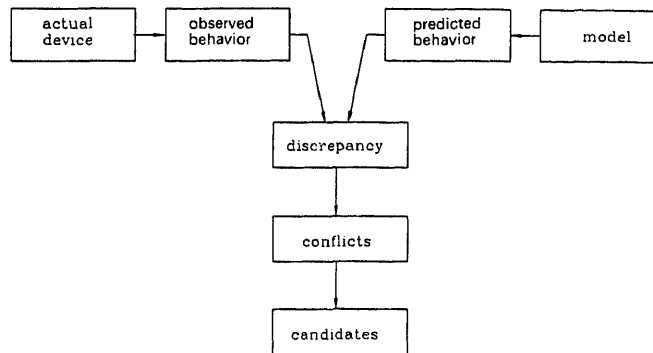 actual
device
observed
behavior
predicted
behavior
model
discrepancy
conflicts
candidates